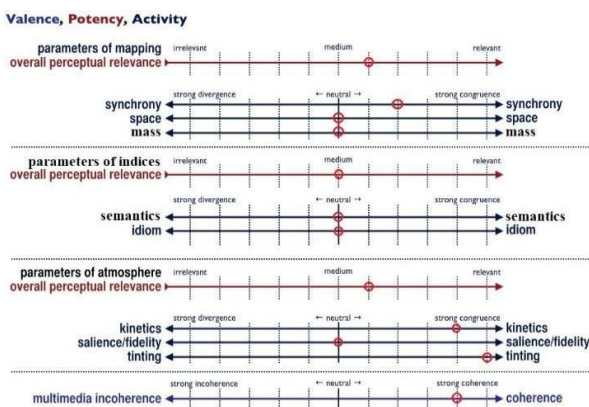 Valence, Potency, Activity
parameters of mapping irrelevant medium relevant
overall perceptual relevance
strong divergence ← neutral → strong congruence
synchrony synchrony
space space
mass mass
parameters of indices irrelevant medium relevant
overall perceptual relevance
strong divergence ← neutral → strong congruence
semantics semantics
idiom idiom
parameters of atmosphere irrelevant medium relevant
overall perceptual relevance
strong divergence ← neutral → strong congruence
kinetics kinetics
salience/fidelity salience/fidelity
tinting tinting
strong incoherence ← neutral → strong coherence
multimedia incoherence coherence